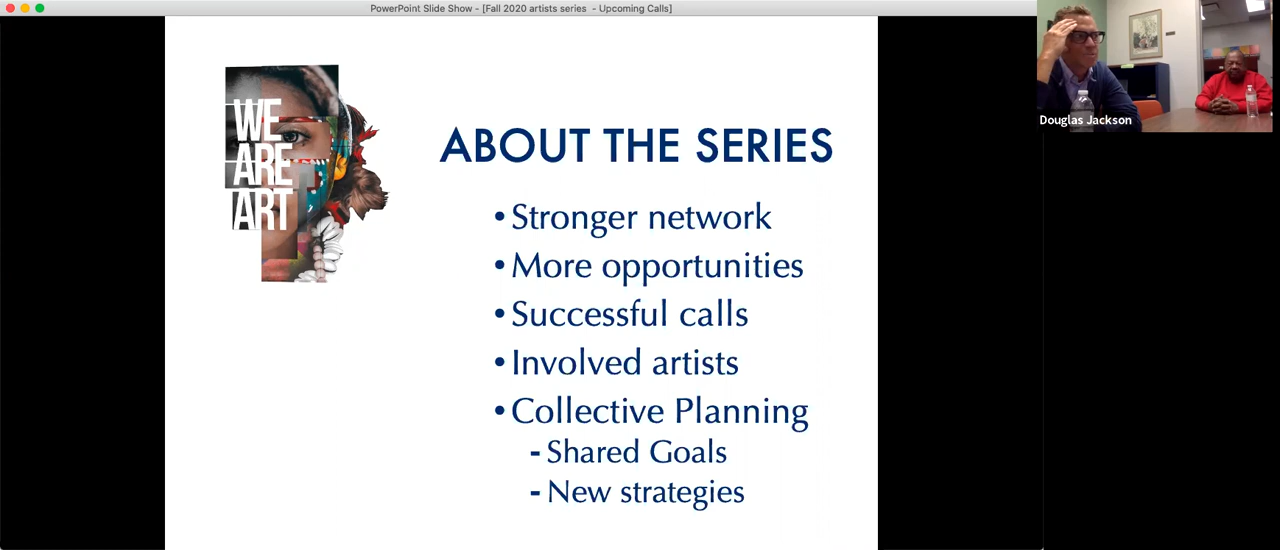 PowerPoint Slide Show - [Fall 2020 artists series - Upcoming Calls]
WE
ARE
ART
ABOUT THE SERIES
• Stronger network
• More opportunities
• Successful calls
• Involved artists
• Collective Planning
- Shared Goals
- New strategies
Douglas Jackson